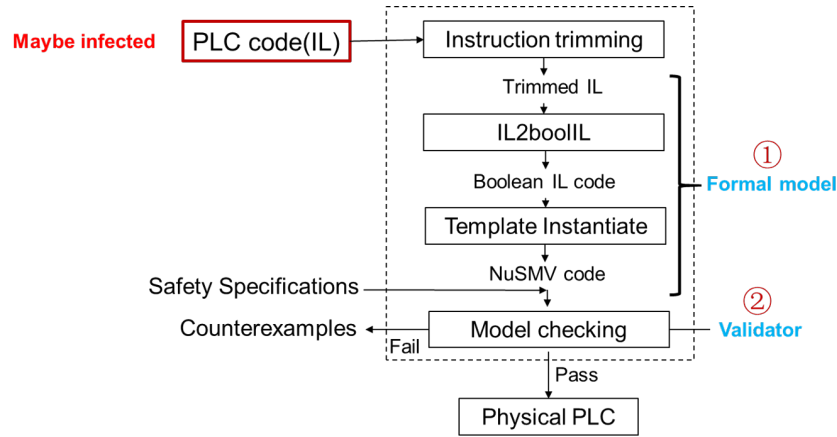 Maybe infected
PLC code(IL)
Instruction trimming
Trimmed IL
IL2boolIL
①
Formal model
Boolean IL code
Template Instantiate
NuSMV code
Safety Specifications
②
Counterexamples
Model checking
Validator
Fail
Pass
Physical PLC